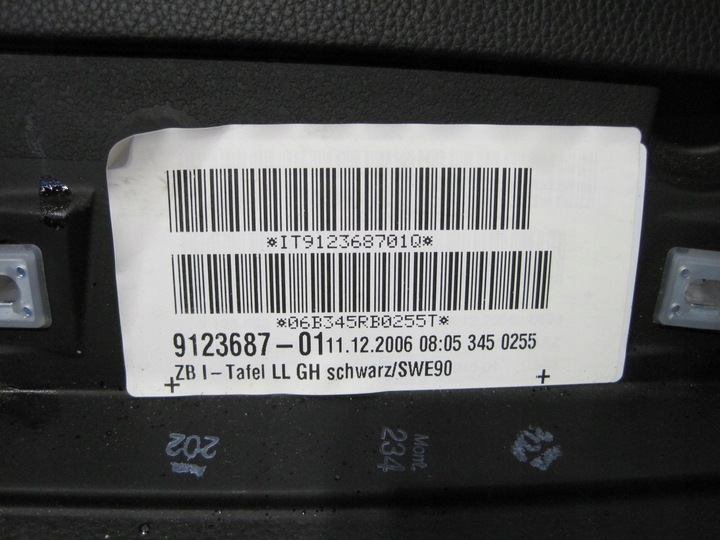 *IT912368701Q*
*06B345RB0255T*
9123687-01 11.12.2006 08:05 345 0255
ZB I-Tafel LL GH schwarz/SWE90
202
Mont.
234